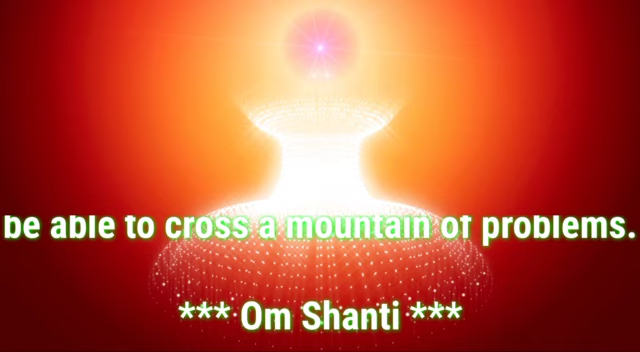 be able to cross a mountain of problems.
*** Om Shanti ***